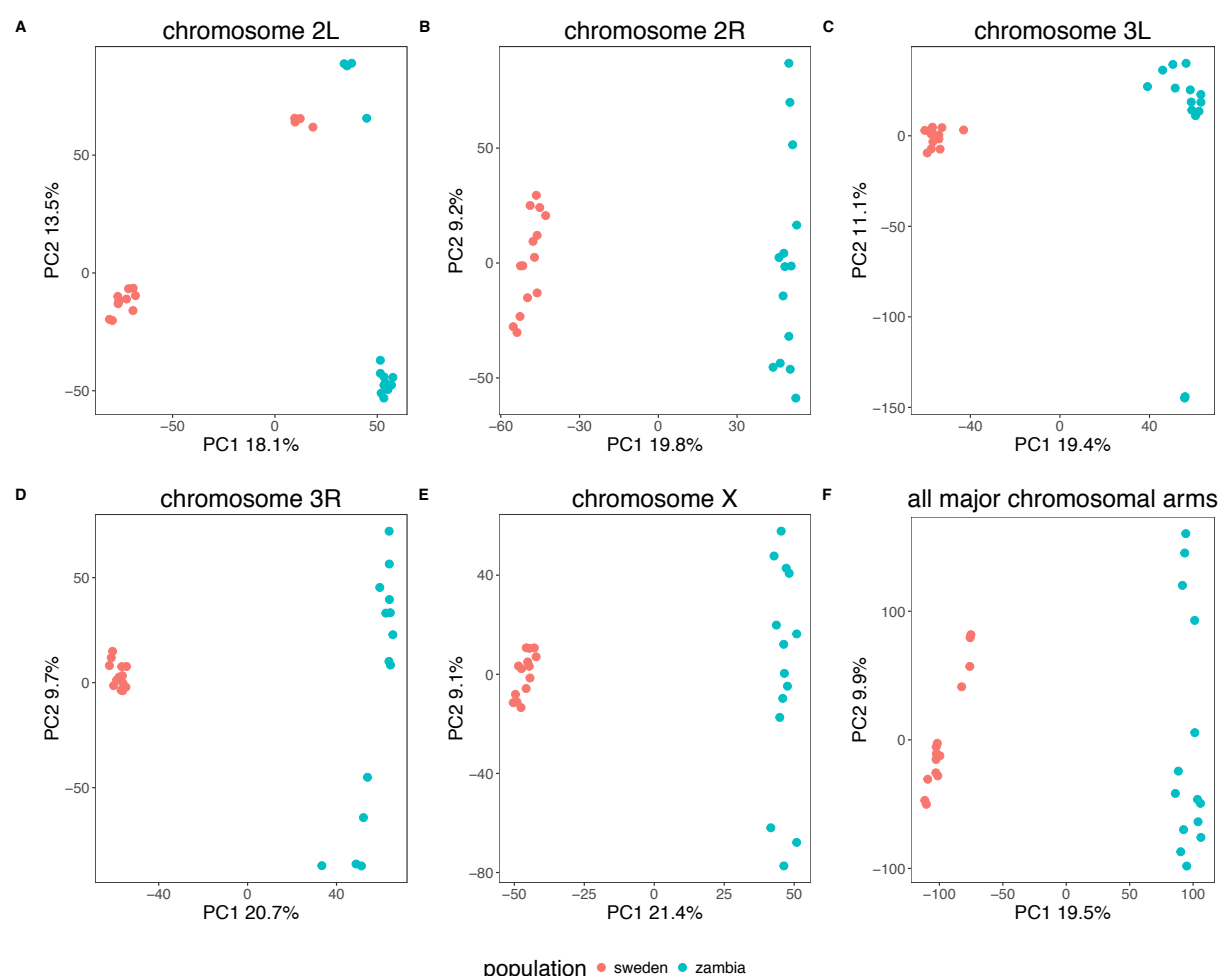 A chromosome 2L
50
0
−50
PC2 13.5%
−50 0 50
PC1 18.1%
B chromosome 2R
50
0
−50
PC2 9.2%
−60 −30 0 30
PC1 19.8%
C chromosome 3L
0
−50
−100
−150
PC2 11.1%
−40 0 40
PC1 19.4%
D chromosome 3R
50
0
−50
PC2 9.7%
−40 0 40
PC1 20.7%
E chromosome X
40
0
−40
−80
PC2 9.1%
−50 −25 0 25 50
PC1 21.4%
F all major chromosomal arms
100
0
−100
PC2 9.9%
−100 −50 0 50 100
PC1 19.5%
population sweden zambia